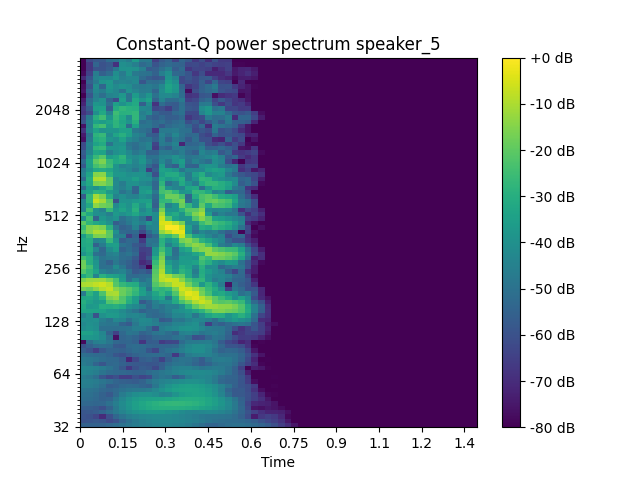 Constant-Q power spectrum speaker_5
Hz
2048
1024
512
256
128
64
32
0 0.15 0.3 0.45 0.6 0.75 0.9 1.1 1.2 1.4
Time
+0 dB
-10 dB
-20 dB
-30 dB
-40 dB
-50 dB
-60 dB
-70 dB
-80 dB